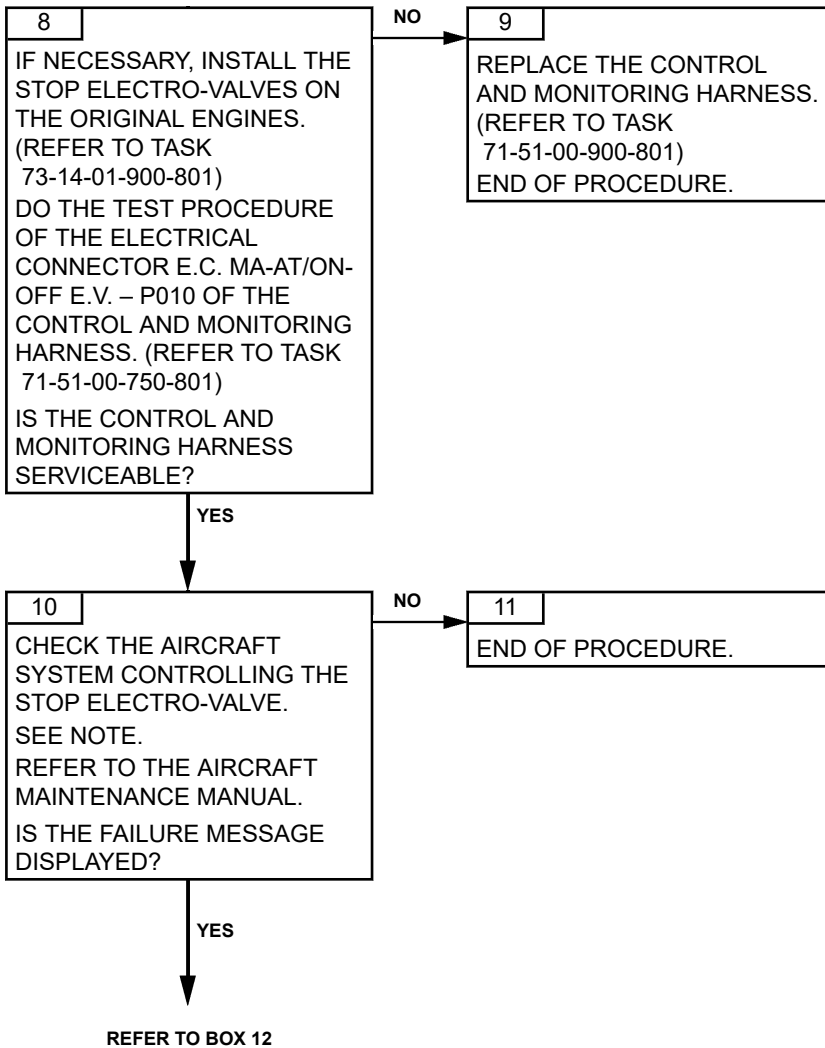 8
IF NECESSARY, INSTALL THE
STOP ELECTRO-VALVES ON
THE ORIGINAL ENGINES.
(REFER TO TASK
73-14-01-900-801)
DO THE TEST PROCEDURE
OF THE ELECTRICAL
CONNECTOR E.C. MA-AT/ON-
OFF E.V. – P010 OF THE
CONTROL AND MONITORING
HARNESS. (REFER TO TASK
71-51-00-750-801)
IS THE CONTROL AND
MONITORING HARNESS
SERVICEABLE?
NO
9
REPLACE THE CONTROL
AND MONITORING HARNESS.
(REFER TO TASK
71-51-00-900-801)
END OF PROCEDURE.
YES
10
CHECK THE AIRCRAFT
SYSTEM CONTROLLING THE
STOP ELECTRO-VALVE.
SEE NOTE.
REFER TO THE AIRCRAFT
MAINTENANCE MANUAL.
IS THE FAILURE MESSAGE
DISPLAYED?
NO
11
END OF PROCEDURE.
YES
REFER TO BOX 12